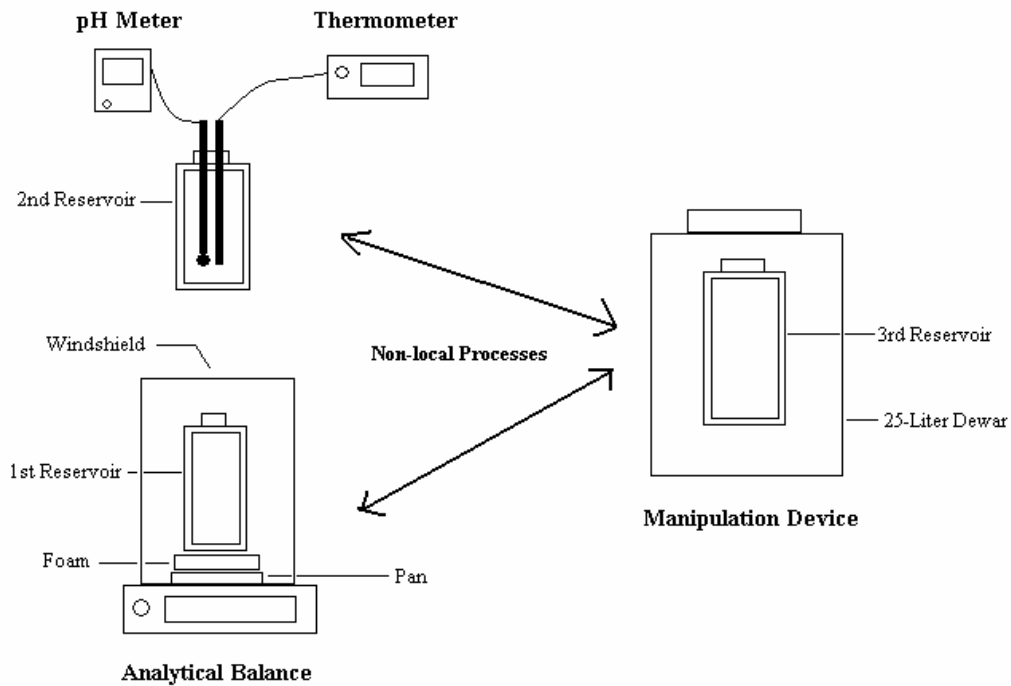 pH Meter
Thermometer
2nd Reservoir
Windshield
Non-local Processes
3rd Reservoir
25-Liter Dewar
1st Reservoir
Manipulation Device
Foam
Pan
Analytical Balance